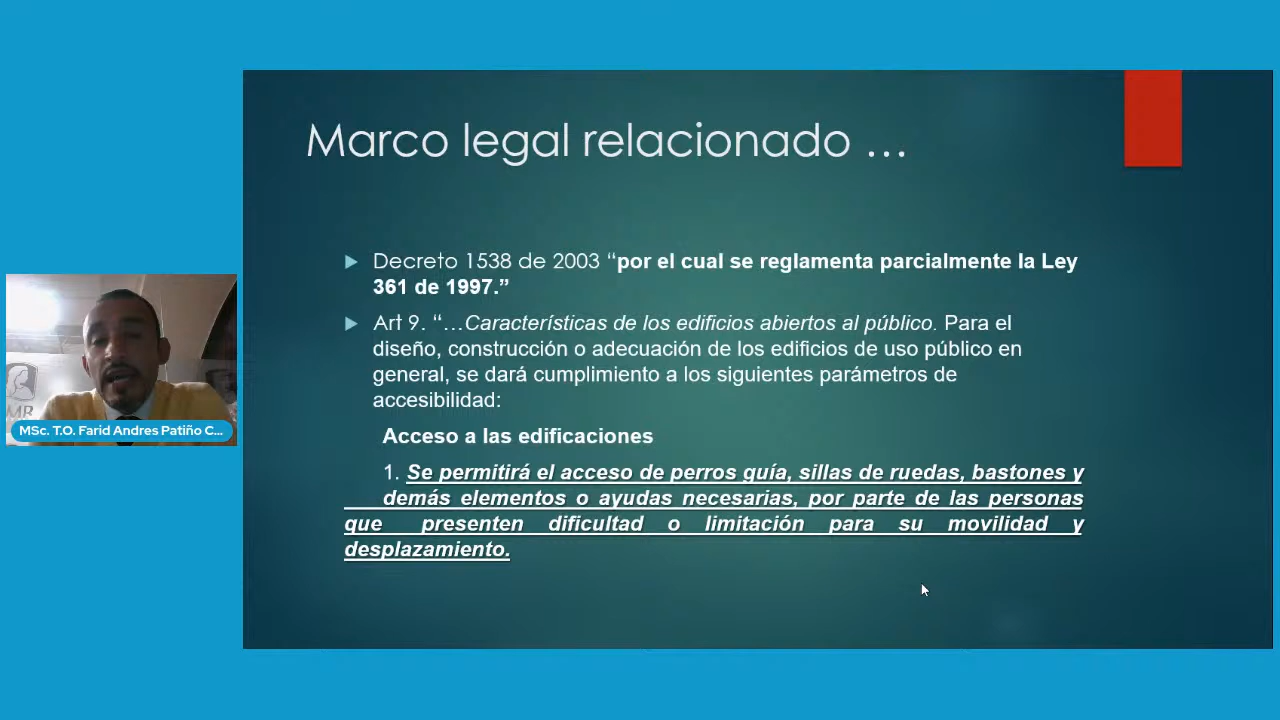 Marco legal relacionado …
Decreto 1538 de 2003 “por el cual se reglamenta parcialmente la Ley
361 de 1997.”
Art 9. “…Características de los edificios abiertos al público. Para el
diseño, construcción o adecuación de los edificios de uso público en
general, se dará cumplimiento a los siguientes parámetros de
accesibilidad:
Acceso a las edificaciones
1. Se permitirá el acceso de perros guía, sillas de ruedas, bastones y
demás elementos o ayudas necesarias, por parte de las personas
que presenten dificultad o limitación para su movilidad y
desplazamiento.
MSc. T.O. Farid Andres Patiño C...